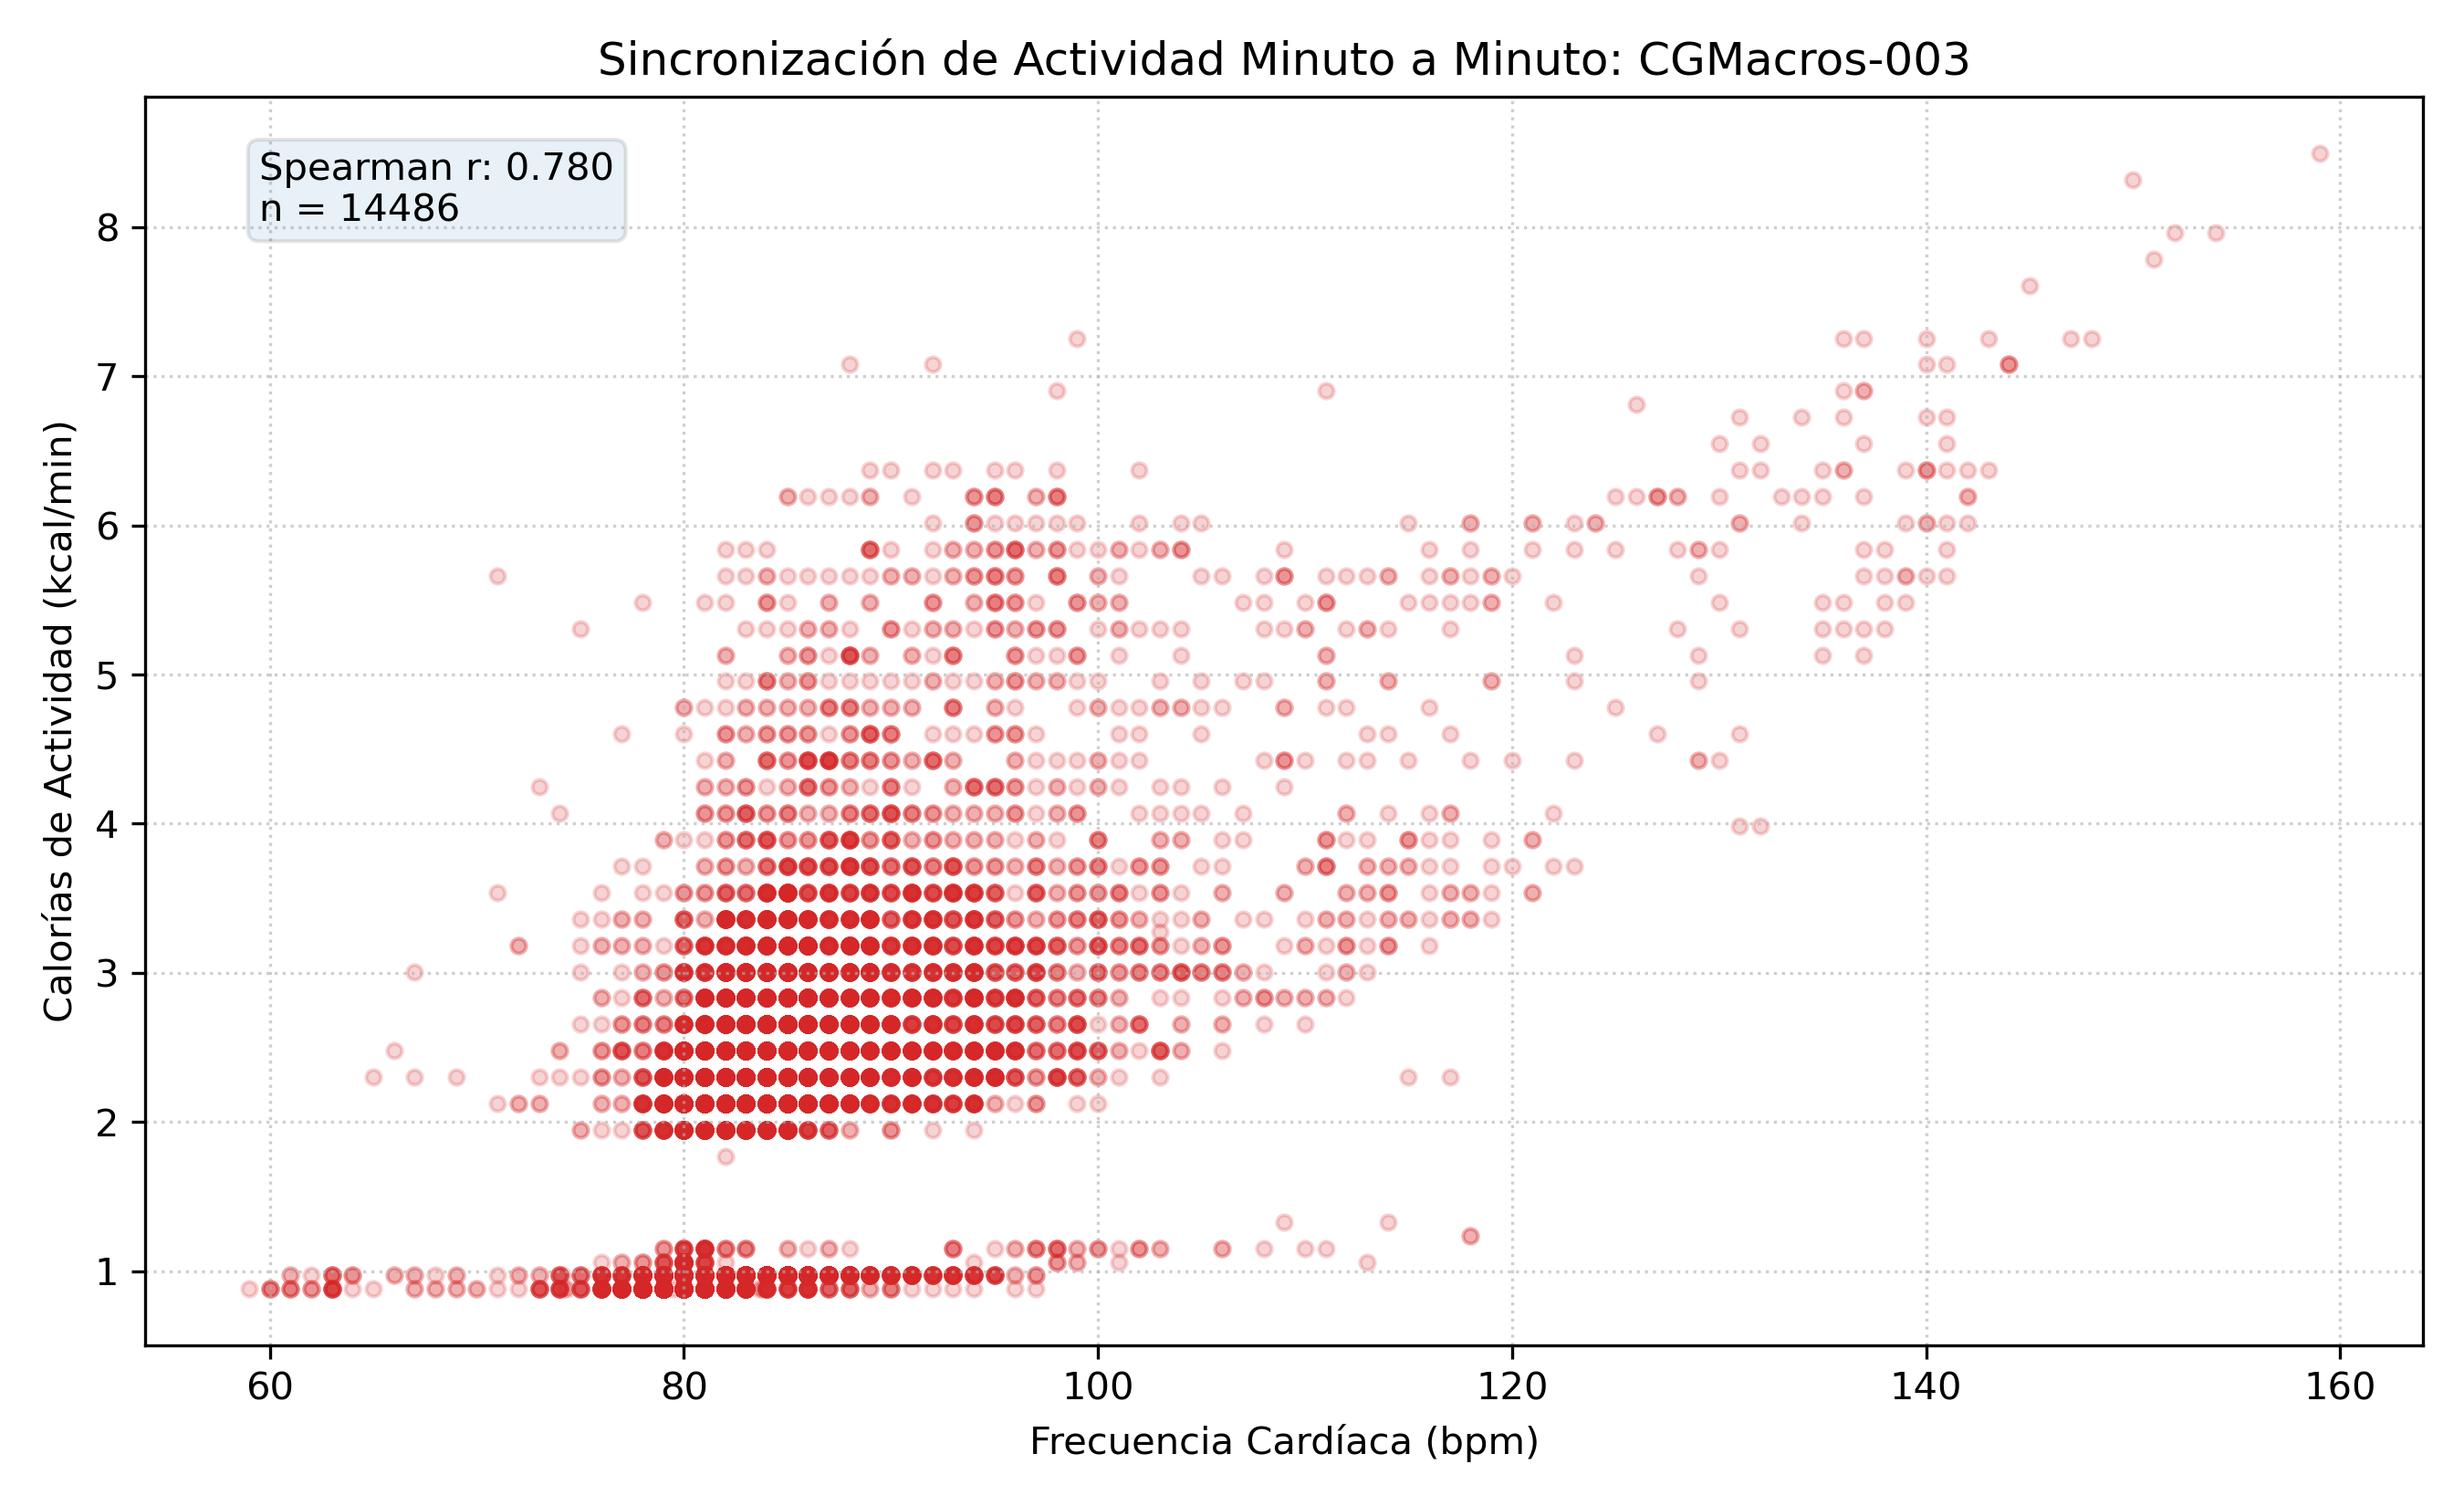 Sincronización de Actividad Minuto a Minuto: CGMacros-003
Spearman r: 0.780
n = 14486
Calorías de Actividad (kcal/min)
8
7
6
5
4
3
2
1
60 80 100 120 140 160
Frecuencia Cardíaca (bpm)